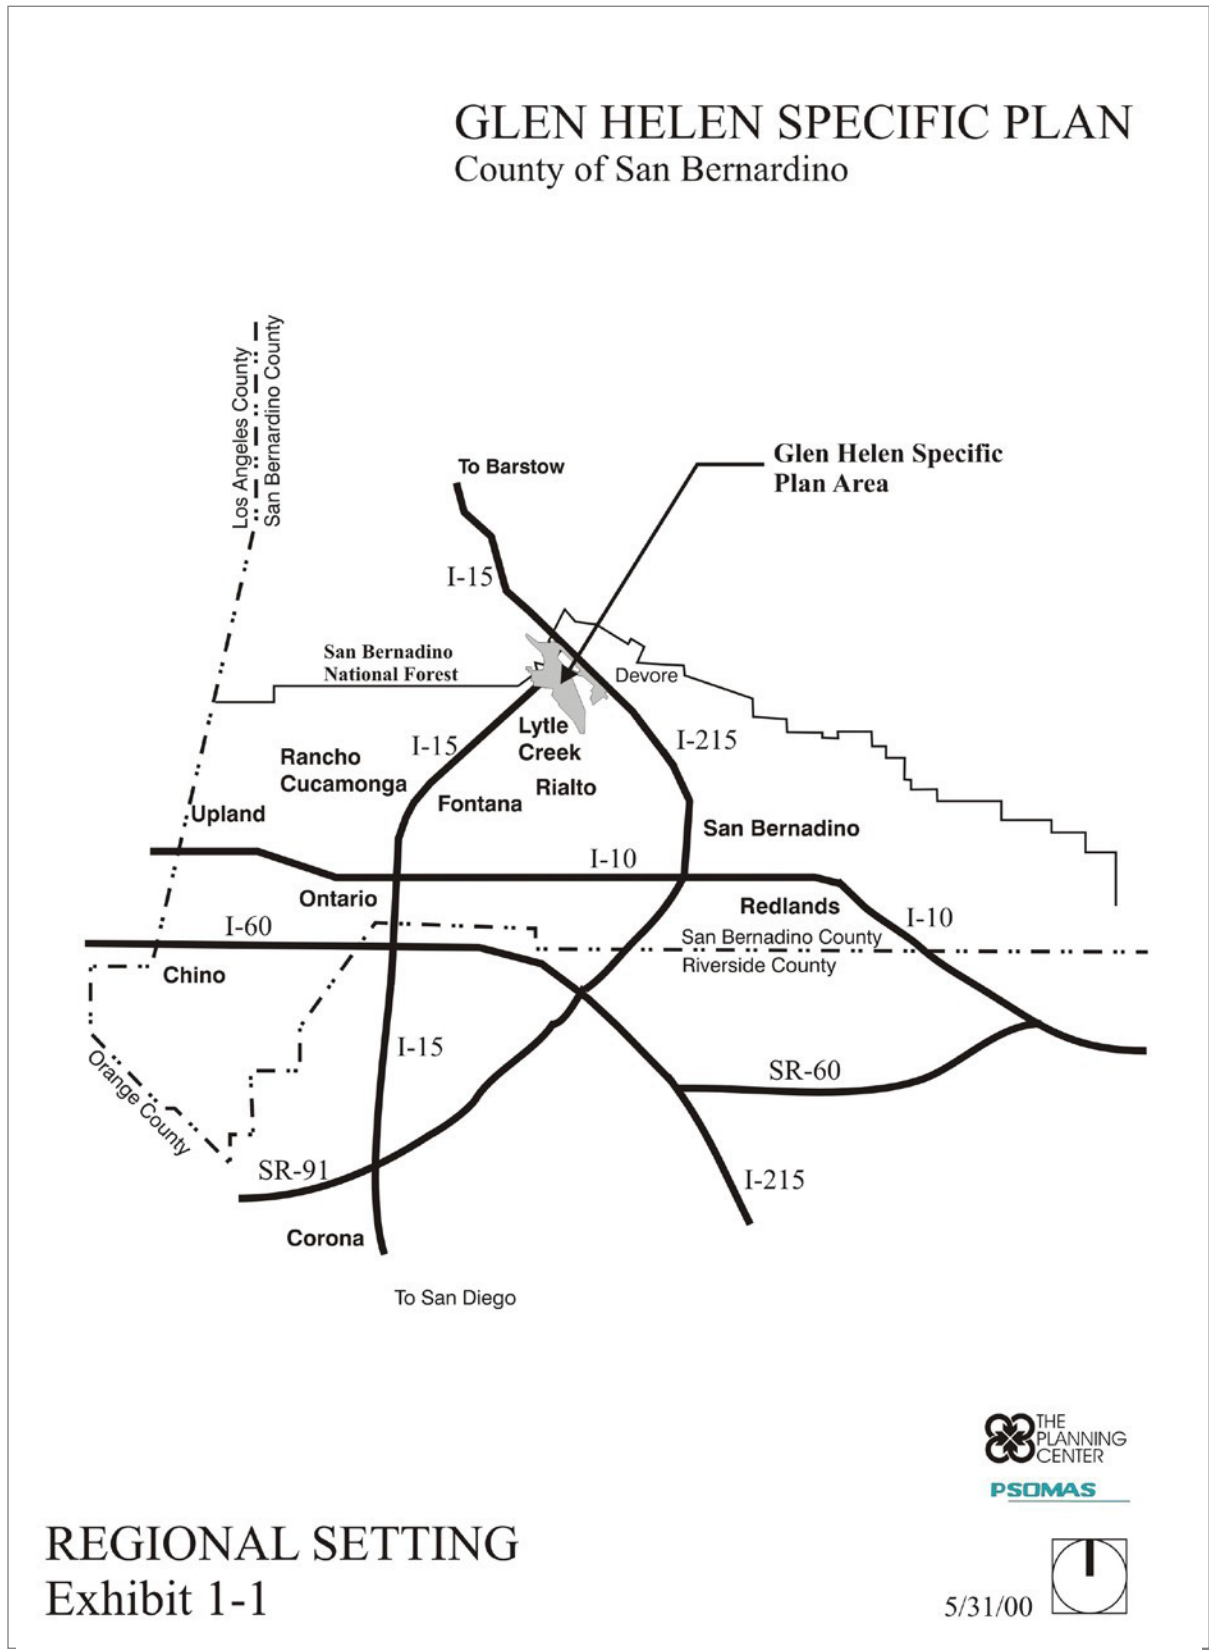 GLEN HELEN SPECIFIC PLAN
County of San Bernardino
Los Angeles County
San Bernardino County
To Barstow
Glen Helen Specific
Plan Area
I-15
San Bernadino
National Forest
Devore
Lytle
Creek
I-15
I-215
Rancho
Cucamonga
Rialto
Fontana
Upland
San Bernadino
I-10
Ontario
Redlands
I-10
I-60
San Bernadino County
Riverside County
Chino
I-15
Orange County
SR-60
SR-91
I-215
Corona
To San Diego
THE
PLANNING
CENTER
PSOMAS
REGIONAL SETTING
Exhibit 1-1
5/31/00